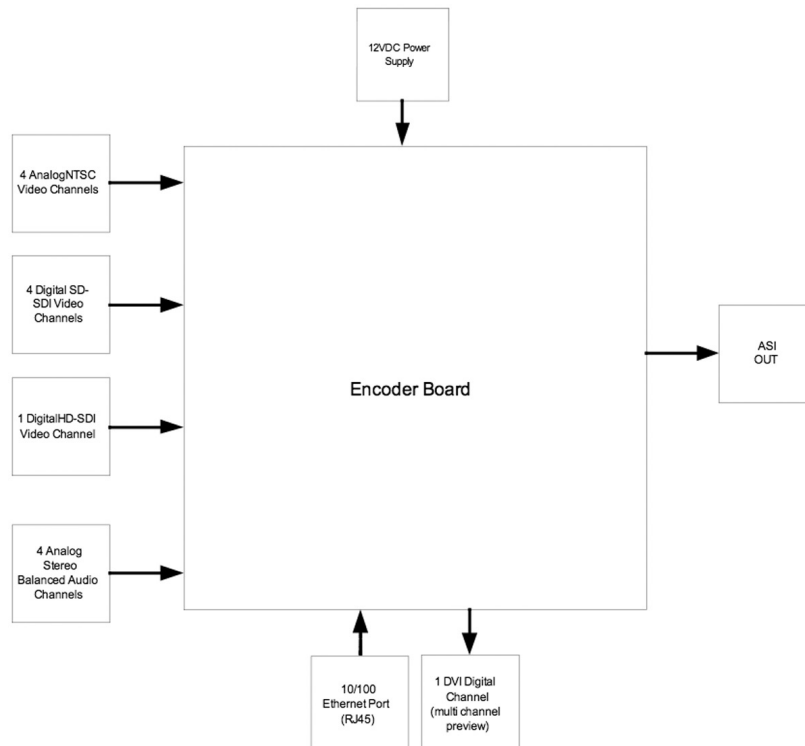 12VDC Power
Supply
4 AnalogNTSC
Video Channels
4 Digital SD-
SDI Video
Channels
1 DigitalHD-SDI
Video Channel
4 Analog
Stereo
Balanced Audio
Channels
Encoder Board
ASI
OUT
10/100
Ethernet Port
(RJ45)
1 DVI Digital
Channel
(multi channel
preview)